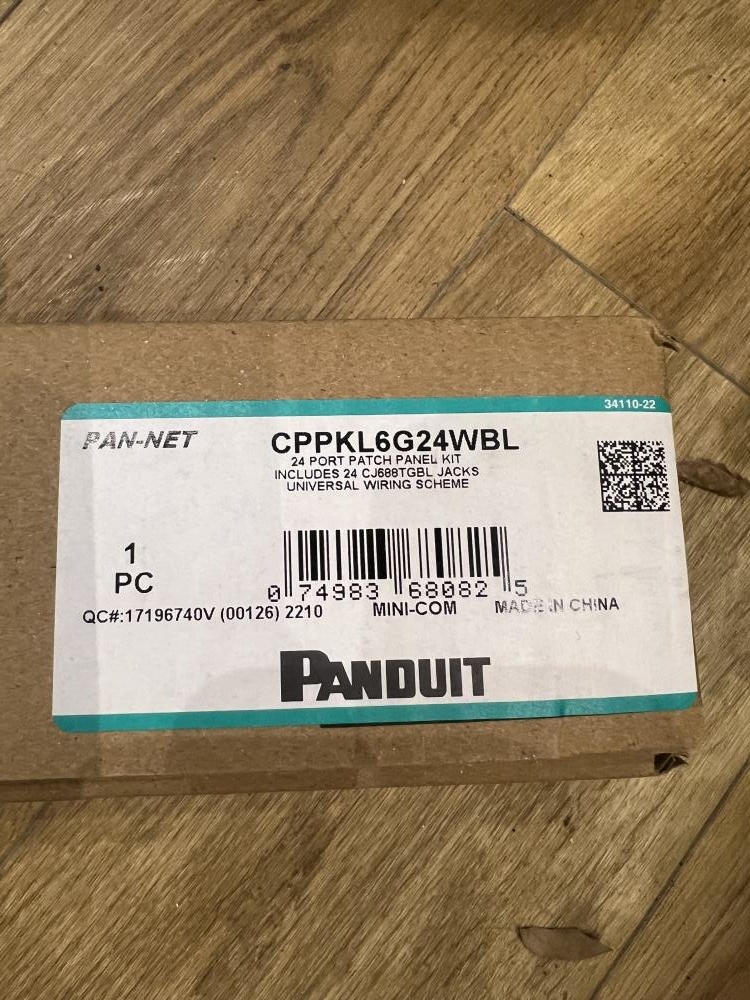 34110-22
PAN-NET
CPPKL6G24WBL
24 PORT PATCH PANEL KIT
INCLUDES 24 CJ688TGBL JACKS
UNIVERSAL WIRING SCHEME
1
PC
0 74983 68082 5
QC#:17196740V (00126) 2210
MINI-COM
MADE IN CHINA
PANDUIT